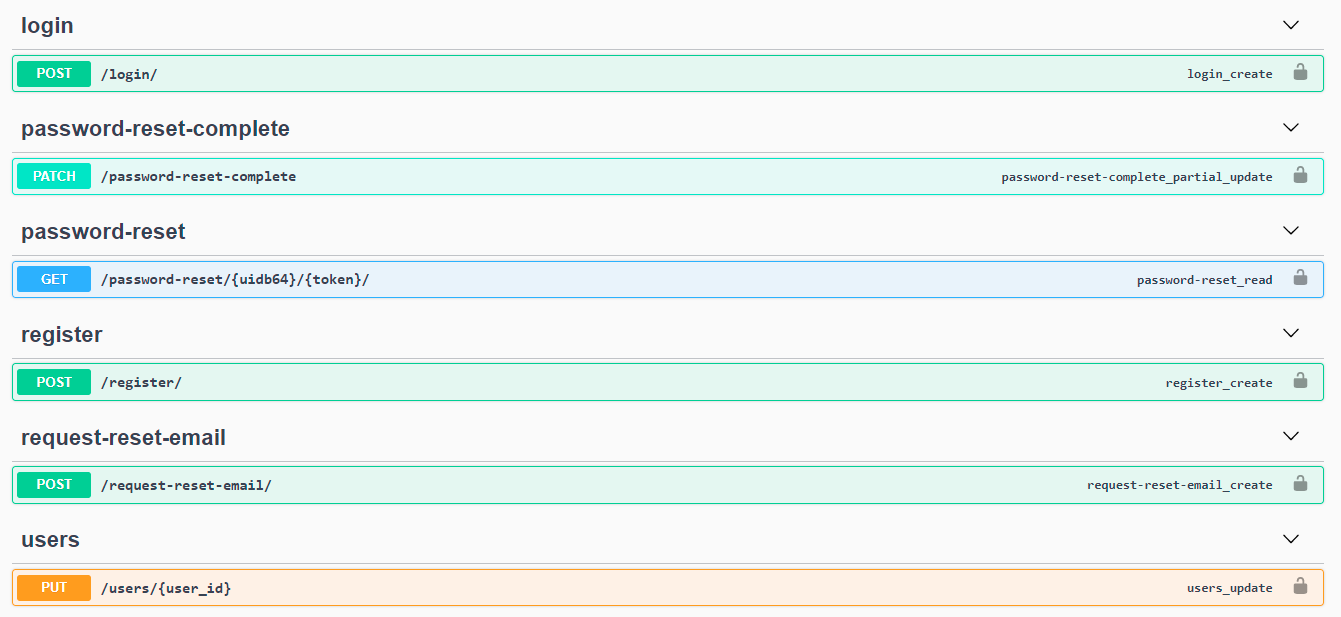 login
POST /login/ login_create
password-reset-complete
PATCH /password-reset-complete password-reset-complete_partial_update
password-reset
GET /password-reset/{uidb64}/{token}/ password-reset_read
register
POST /register/ register_create
request-reset-email
POST /request-reset-email/ request-reset-email_create
users
PUT /users/{user_id} users_update